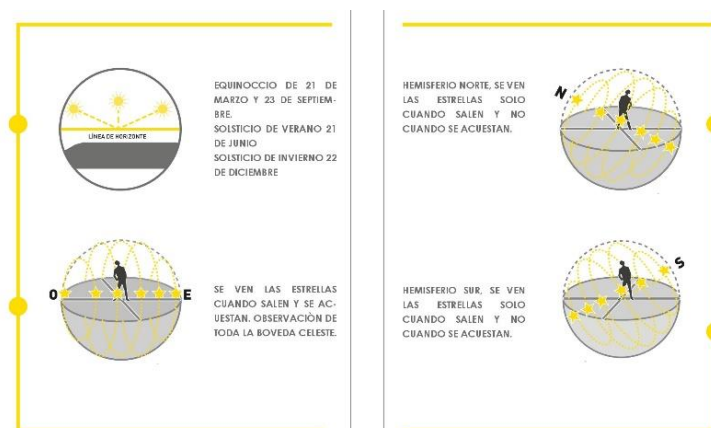 LÍNEA DE HORIZONTE
EQUINOCCIO DE 21 DE
MARZO Y 23 DE SEPTIEM-
BRE.
SOLSTICIO DE VERANO 21
DE JUNIO
SOLSTICIO DE INVIERNO 22
DE DICIEMBRE
O
E
SE VEN LAS ESTRELLAS
CUANDO SALEN Y SE AC-
UESTAN. OBSERVACIÒN DE
TODA LA BOVEDA CELESTE.
N
HEMISFERIO NORTE, SE VEN
LAS ESTRELLAS SOLO
CUANDO SALEN Y NO
CUANDO SE ACUESTAN.
S
HEMISFERIO SUR, SE VEN
LAS ESTRELLAS SOLO
CUANDO SALEN Y NO
CUANDO SE ACUESTAN.